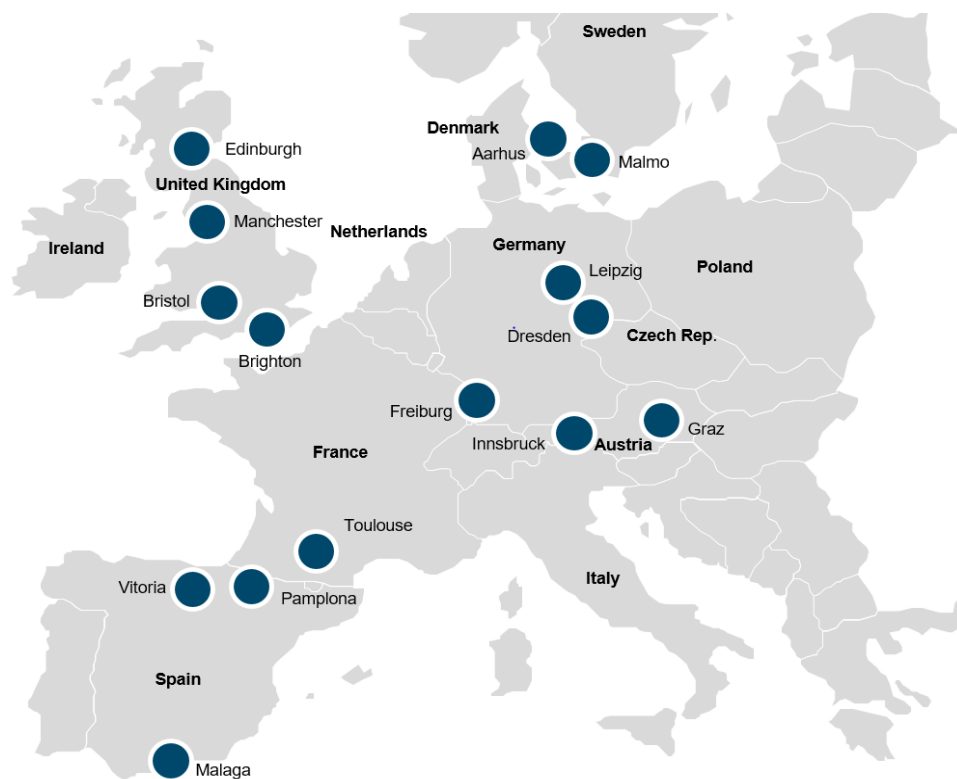 Sweden
Denmark
Aarhus
Malmo
Edinburgh
United Kingdom
Manchester
Netherlands
Ireland
Germany
Poland
Leipzig
Bristol
Dresden
Czech Rep.
Brighton
Freiburg
Graz
Innsbruck
Austria
France
Toulouse
Italy
Vitoria
Pamplona
Spain
Malaga